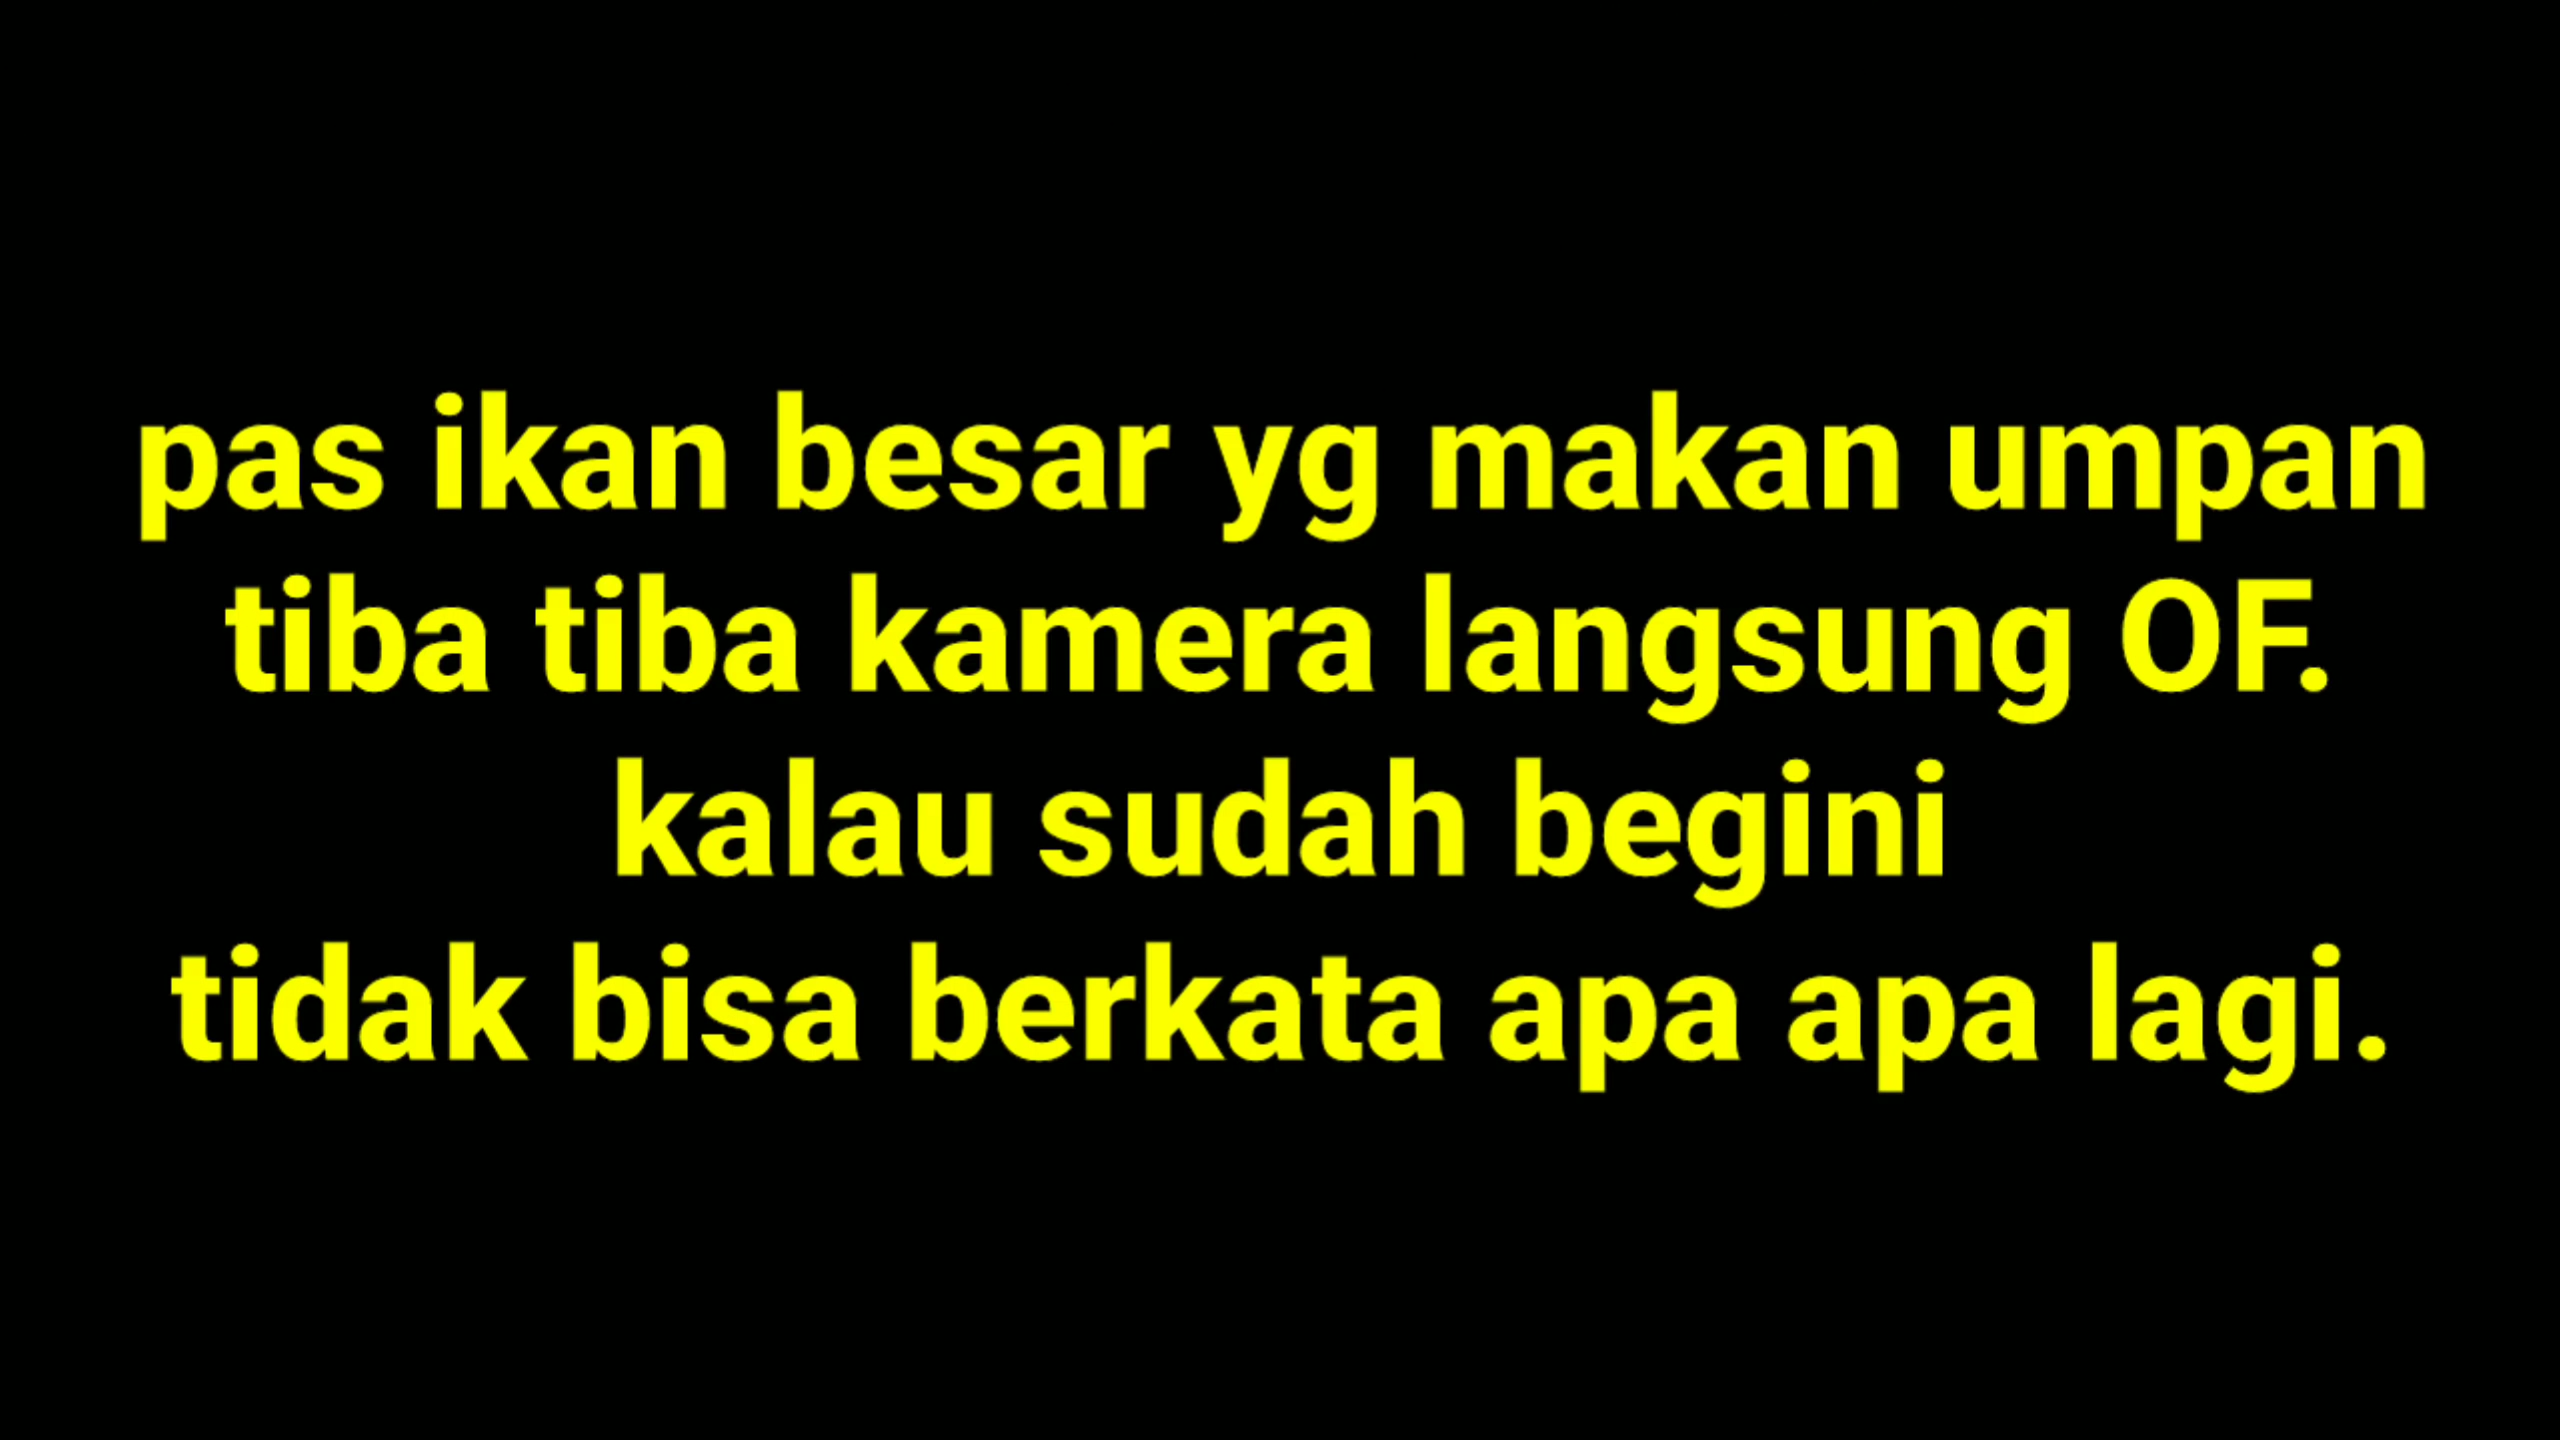 pas ikan besar yg makan umpan
tiba tiba kamera langsung OF.
kalau sudah begini
tidak bisa berkata apa apa lagi.